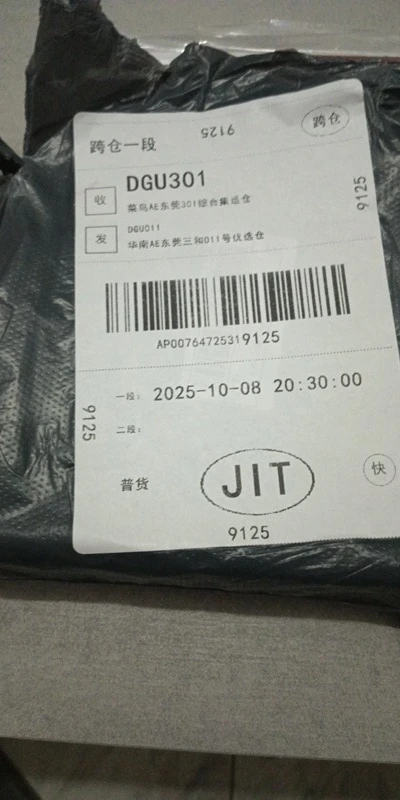 跨仓一段
9125
跨仓
收
DGU301
菜鸟AE东莞301综合集运仓
9125
发
DGU011
华南AE东莞三和011号优选仓
AP00764725319125
一段: 2025-10-08 20:30:00
9125
二段:
普货
JIT
快
9125